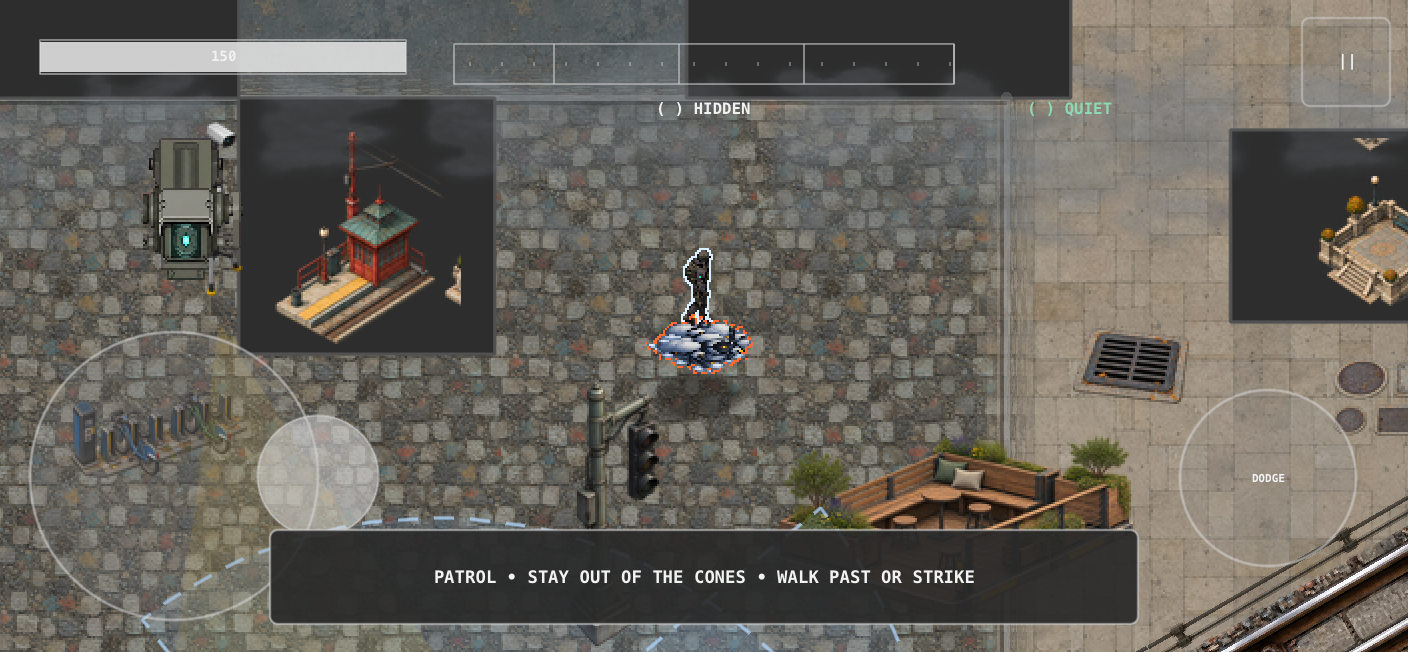 150
||
( ) HIDDEN
( ) QUIET
DODGE
PATROL • STAY OUT OF THE CONES • WALK PAST OR STRIKE